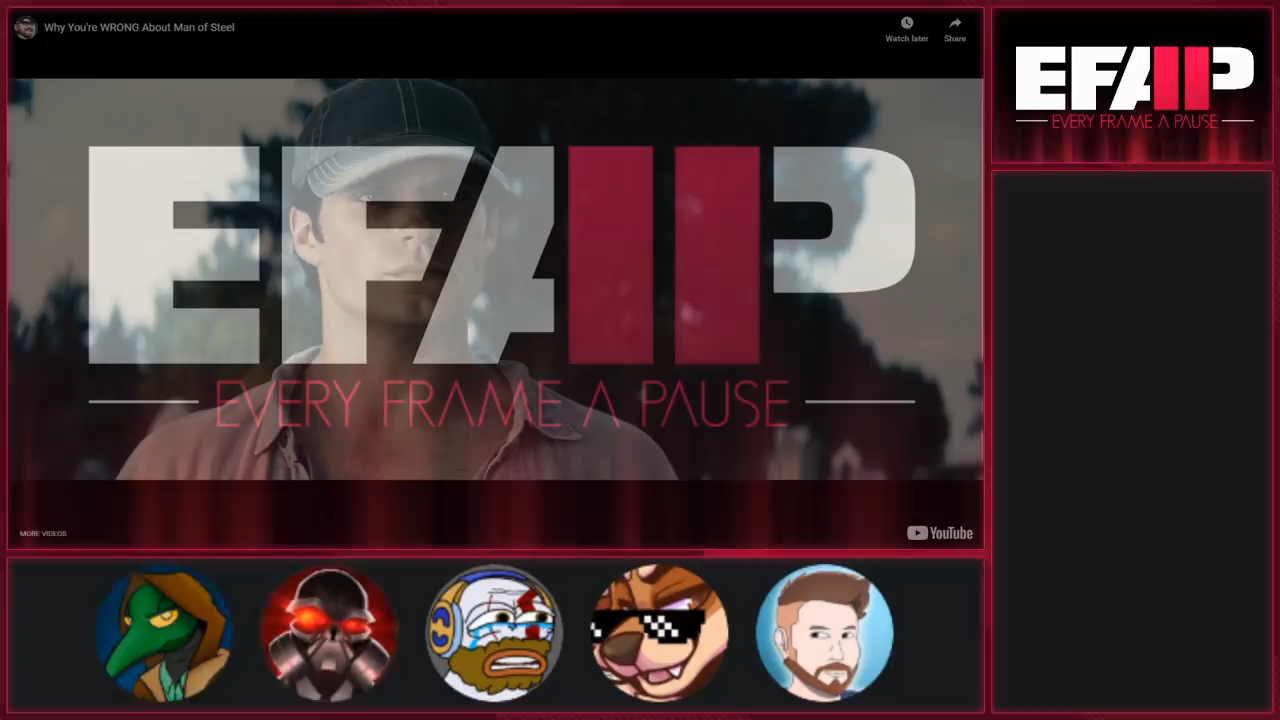 Why You're WRONG About Man of Steel
Watch later
Share
EFAP
EVERY FRAME A PAUSE
MORE VIDEOS
YouTube
EFAP
EVERY FRAME A PAUSE